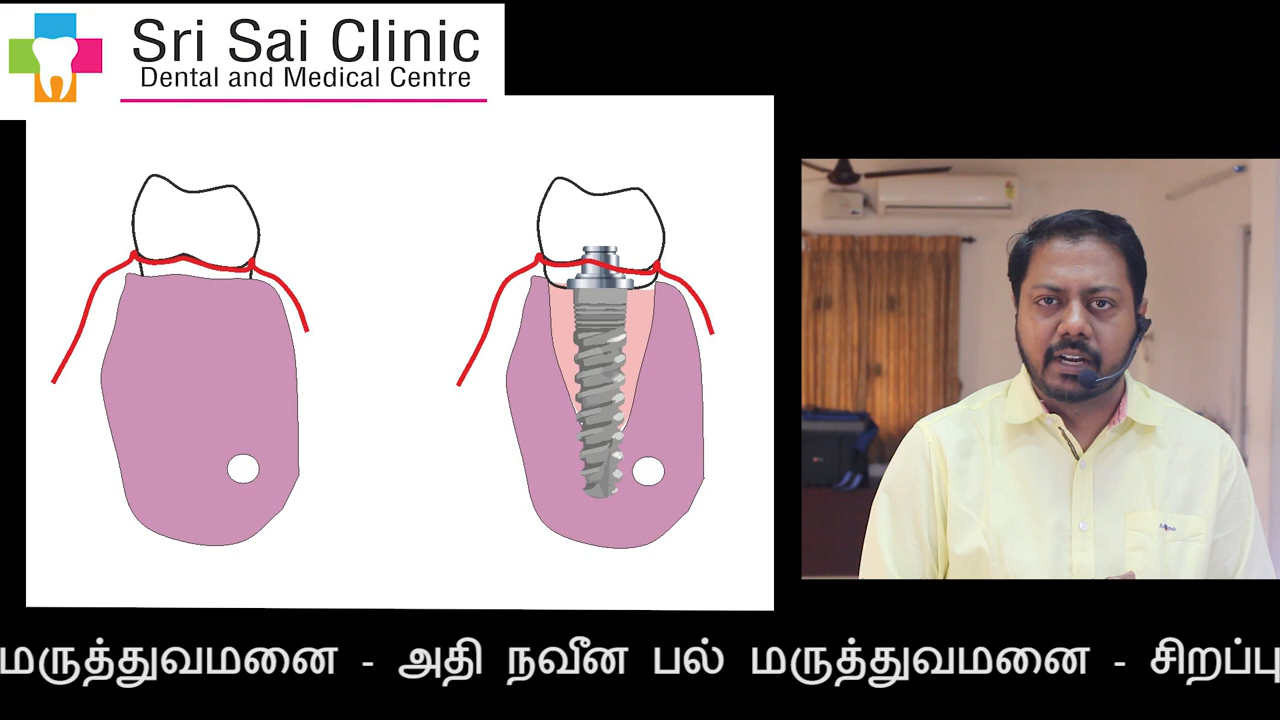 Sri Sai Clinic
Dental and Medical Centre
மருத்துவமனை - அதி நவீன பல் மருத்துவமனை - சிறப்பு